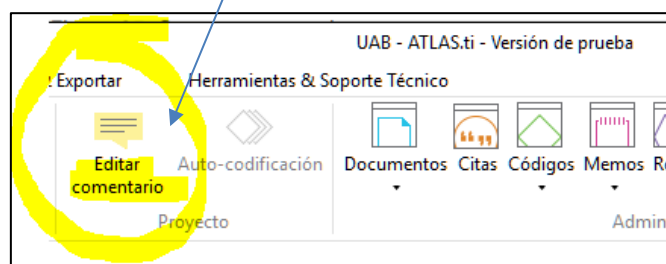 UAB - ATLAS.ti - Versión de prueba
Exportar Herramientas & Soporte Técnico
Editar comentario Auto-codificación Documentos Citas Códigos Memos
Proyecto